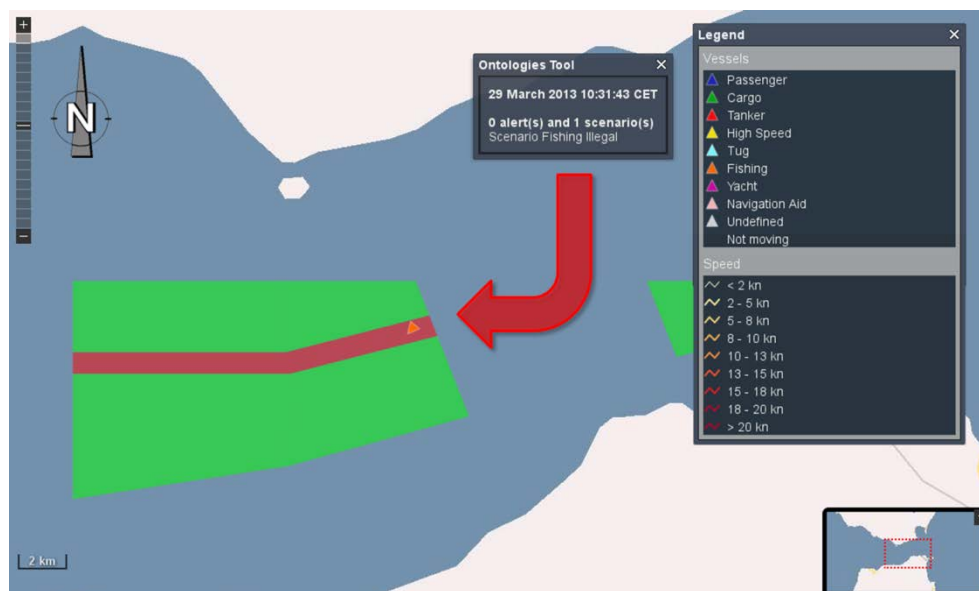 +
N
–
2 km
Ontologies Tool X
29 March 2013 10:31:43 CET
0 alert(s) and 1 scenario(s)
Scenario Fishing Illegal
Legend X
Vessels
Passenger
Cargo
Tanker
High Speed
Tug
Fishing
Yacht
Navigation Aid
Undefined
Not moving
Speed
< 2 kn
2 - 5 kn
5 - 8 kn
8 - 10 kn
10 - 13 kn
13 - 15 kn
15 - 18 kn
18 - 20 kn
> 20 kn